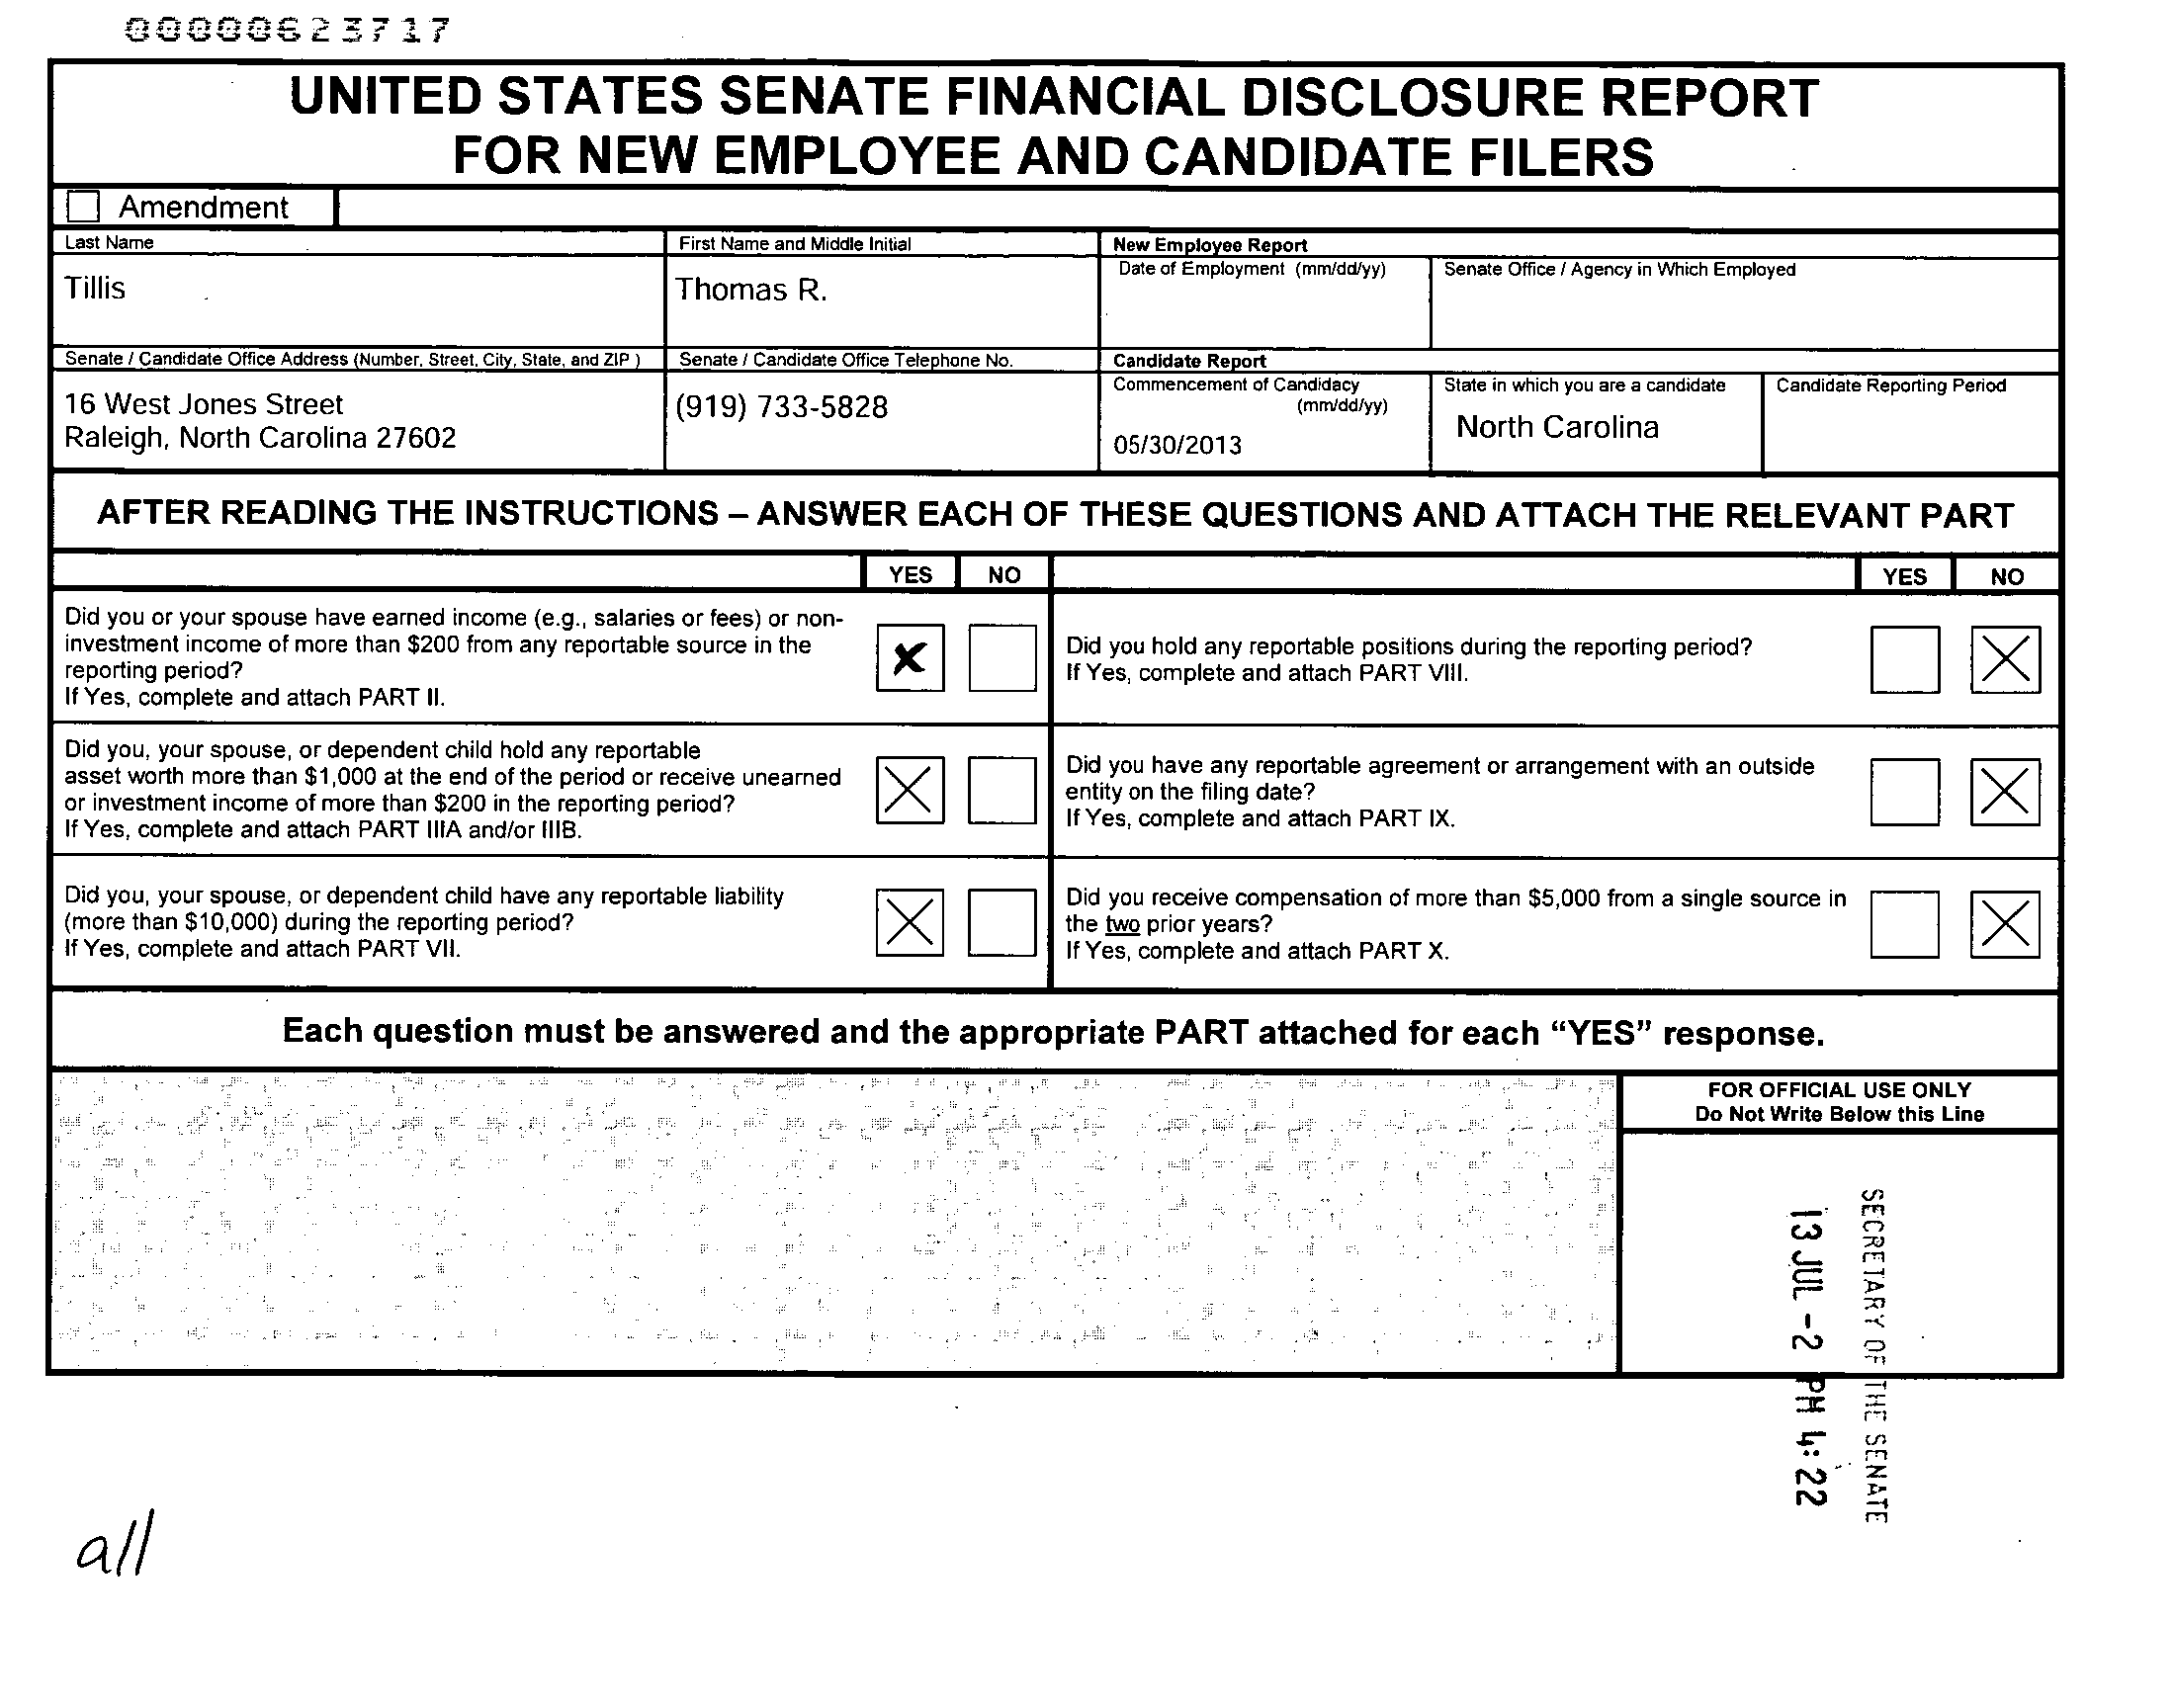 00000623717
UNITED STATES SENATE FINANCIAL DISCLOSURE REPORT
FOR NEW EMPLOYEE AND CANDIDATE FILERS
Amendment
Last Name
First Name and Middle Initial
New Employee Report
Tillis
Thomas R.
Date of Employment (mm/dd/yy)
Senate Office / Agency in Which Employed
Senate / Candidate Office Address (Number, Street, City, State, and ZIP )
Senate / Candidate Office Telephone No.
Candidate Report
16 West Jones Street
Raleigh, North Carolina 27602
(919) 733-5828
Commencement of Candidacy
(mm/dd/yy)
05/30/2013
State in which you are a candidate
North Carolina
Candidate Reporting Period
AFTER READING THE INSTRUCTIONS – ANSWER EACH OF THESE QUESTIONS AND ATTACH THE RELEVANT PART
YES NO
YES NO
Did you or your spouse have earned income (e.g., salaries or fees) or non-
investment income of more than $200 from any reportable source in the
reporting period?
If Yes, complete and attach PART II.
Did you hold any reportable positions during the reporting period?
If Yes, complete and attach PART VIII.
Did you, your spouse, or dependent child hold any reportable
asset worth more than $1,000 at the end of the period or receive unearned
or investment income of more than $200 in the reporting period?
If Yes, complete and attach PART IIIA and/or IIIB.
Did you have any reportable agreement or arrangement with an outside
entity on the filing date?
If Yes, complete and attach PART IX.
Did you, your spouse, or dependent child have any reportable liability
(more than $10,000) during the reporting period?
If Yes, complete and attach PART VII.
Did you receive compensation of more than $5,000 from a single source in
the two prior years?
If Yes, complete and attach PART X.
Each question must be answered and the appropriate PART attached for each “YES” response.
FOR OFFICIAL USE ONLY
Do Not Write Below this Line
SECRETARY OF THE SENATE
13 JUL -2 PM 4:22
all